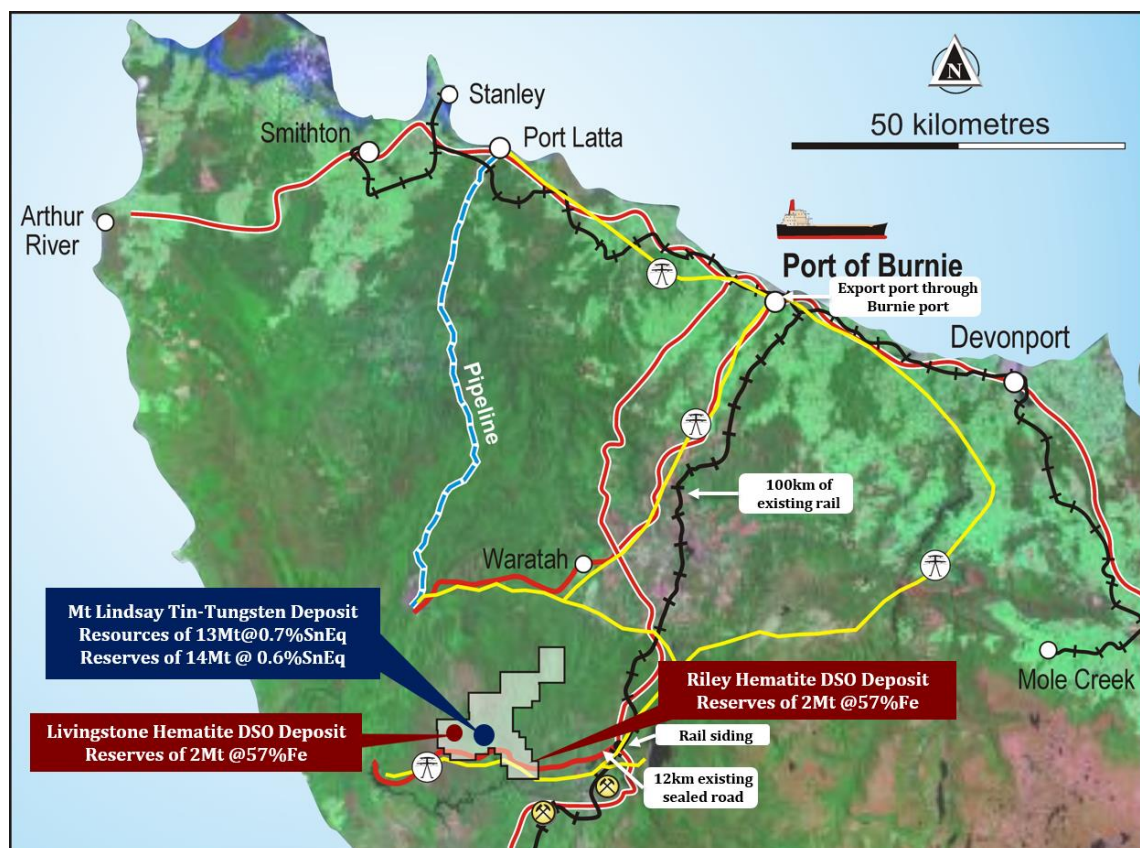 N
50 kilometres
Stanley
Smithton
Port Latta
Arthur
River
Port of Burnie
Export port through
Burnie port
Devonport
Pipeline
100km of
existing rail
Waratah
Mt Lindsay Tin-Tungsten Deposit
Resources of 13Mt@0.7%SnEq
Reserves of 14Mt @ 0.6%SnEq
Riley Hematite DSO Deposit
Reserves of 2Mt @57%Fe
Mole Creek
Livingstone Hematite DSO Deposit
Reserves of 2Mt @57%Fe
Rail siding
12km existing
sealed road